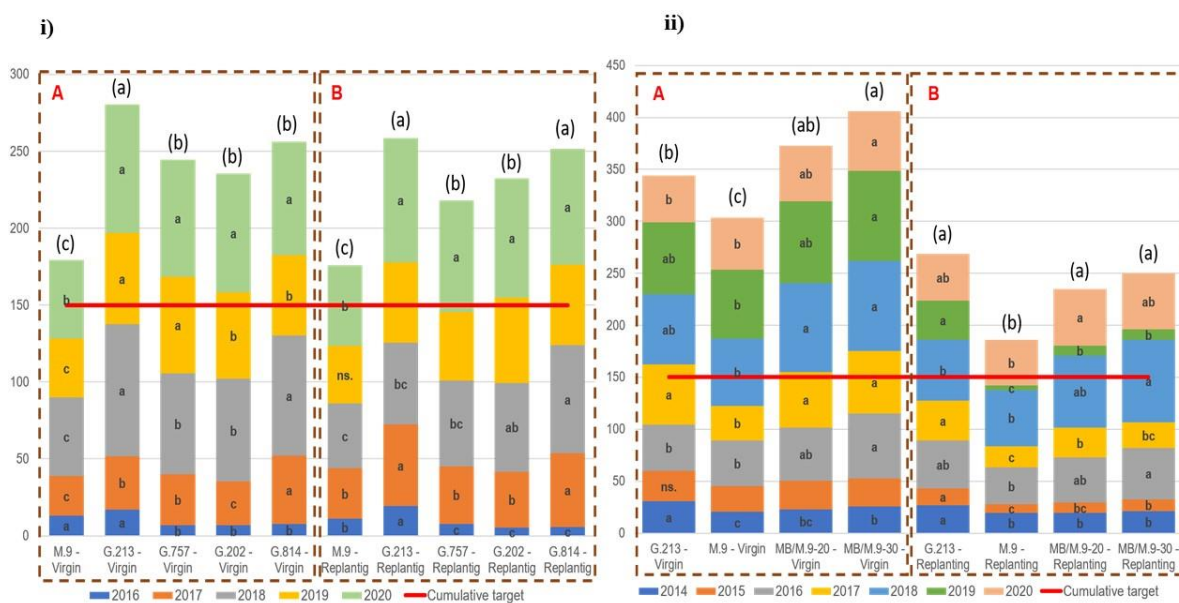 i)
300
250
200
150
100
50
0
A
(c)
(a)
(b)
(b)
(b)
b
c
c
c
a
a
a
a
b
a
a
a
b
b
b
a
b
b
c
b
a
b
a
a
b
B
(c)
(a)
(b)
(b)
(a)
b
ns.
c
b
b
a
bc
a
a
a
bc
b
c
a
ab
b
c
a
a
a
c
M.9 - Virgin
G.213 - Virgin
G.757 - Virgin
G.202 - Virgin
G.814 - Virgin
M.9 - Replantig
G.213 - Replantig
G.757 - Replantig
G.202 - Replantig
G.814 - Replantig
2016 2017 2018 2019 2020 Cumulative target
ii)
450
400
350
300
250
200
150
100
50
0
A
(b)
(c)
(ab)
(a)
b
ab
ab
a
b
ns.
a
b
b
b
b
b
c
ab
ab
a
a
ab
bc
a
a
a
a
a
b
B
(a)
(b)
(a)
(a)
ab
a
b
a
ab
a
a
b
c
b
c
b
c
b
a
b
ab
b
ab
bc
b
ab
b
a
bc
a
b
b
G.213 - Virgin
M.9 - Virgin
MB/M.9-20 - Virgin
MB/M.9-30 - Virgin
G.213 - Replanting
M.9 - Replanting
MB/M.9-20 - Replanting
MB/M.9-30 - Replanting
2014 2015 2016 2017 2018 2019 2020 Cumulative target